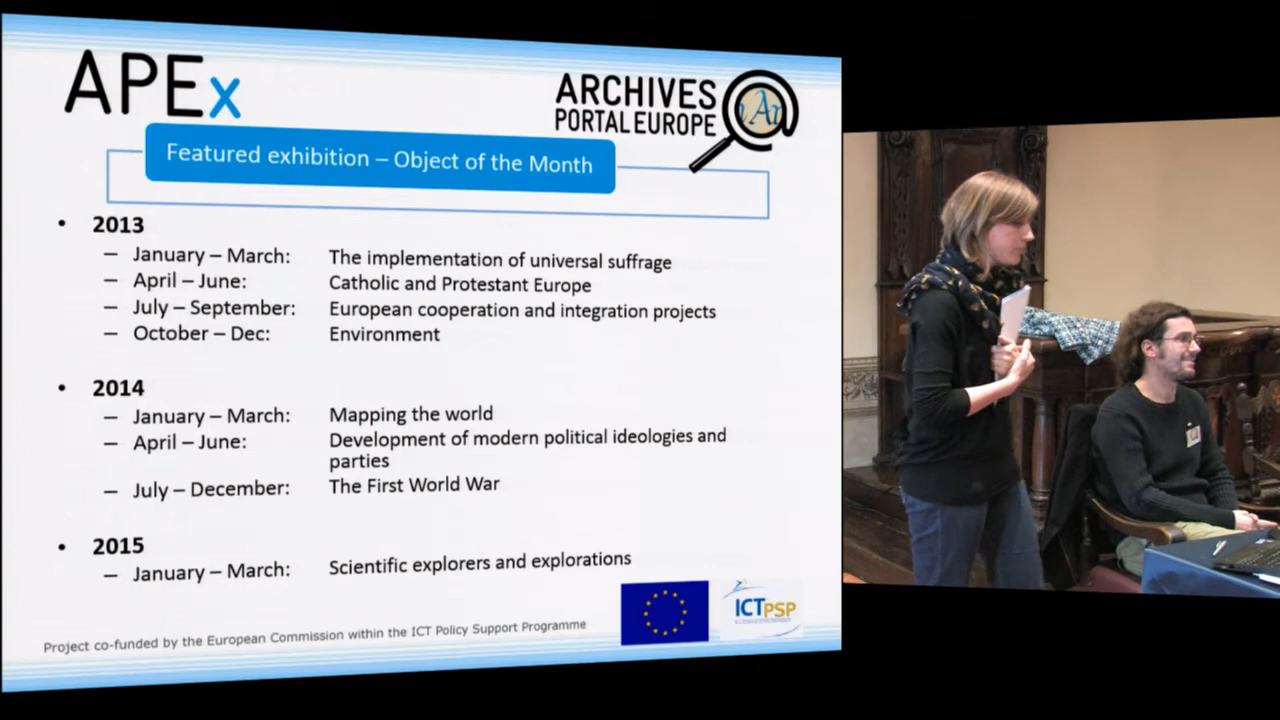 APEx
ARCHIVES
PORTAL EUROPE
Featured exhibition – Object of the Month
• 2013
– January – March: The implementation of universal suffrage
– April – June: Catholic and Protestant Europe
– July – September: European cooperation and integration projects
– October – Dec: Environment
• 2014
– January – March: Mapping the world
– April – June: Development of modern political ideologies and
parties
– July – December: The First World War
• 2015
– January – March: Scientific explorers and explorations
ICT PSP
Project co-funded by the European Commission within the ICT Policy Support Programme